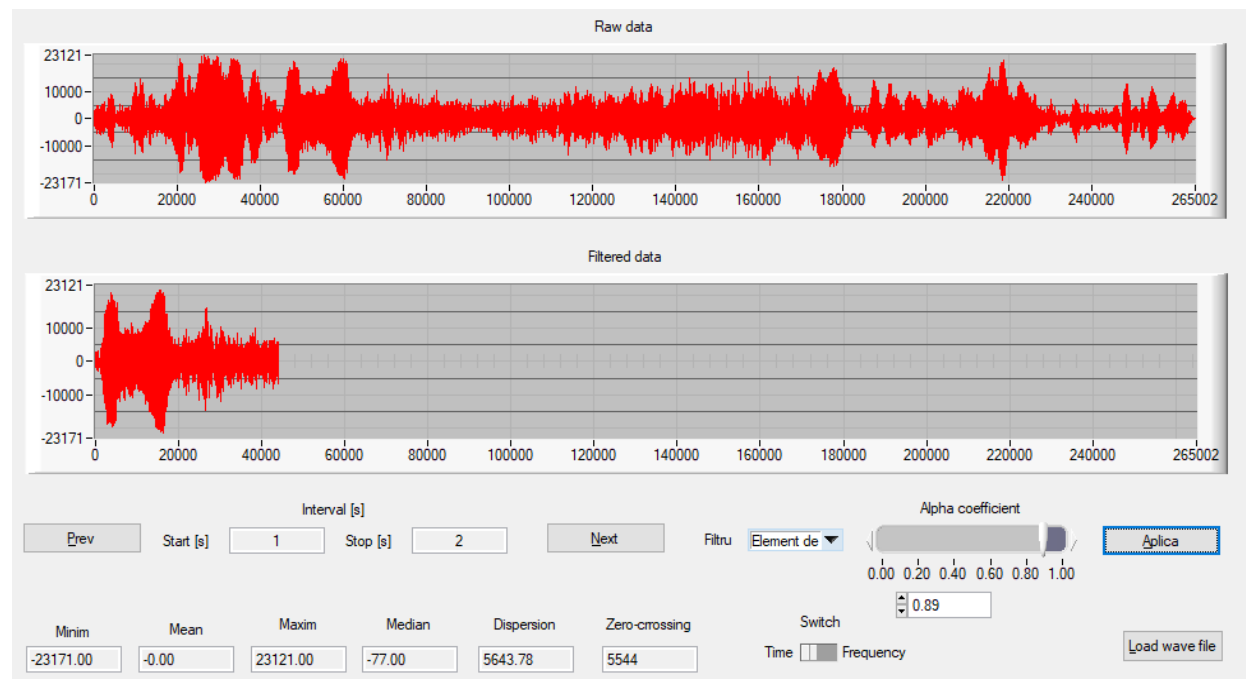 Raw data
23121
10000
0
-10000
-23171
0 20000 40000 60000 80000 100000 120000 140000 160000 180000 200000 220000 240000 265002
Filtered data
23121
10000
0
-10000
-23171
0 20000 40000 60000 80000 100000 120000 140000 160000 180000 200000 220000 240000 265002
Interval [s]
Alpha coefficient
Prev Start [s] 1 Stop [s] 2 Next Filtru Element de Aplica
0.00 0.20 0.40 0.60 0.80 1.00
0.89
Minim Mean Maxim Median Dispersion Zero-crrossing Switch
-23171.00 -0.00 23121.00 -77.00 5643.78 5544 Time Frequency Load wave file